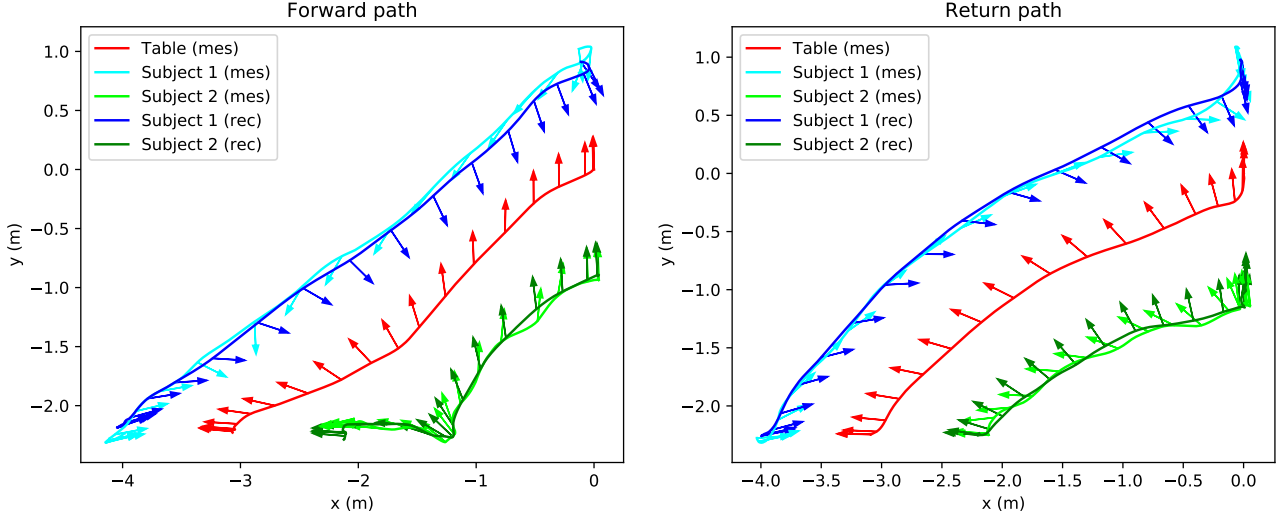 Forward path
1.0
0.5
0.0
−0.5
−1.0
−1.5
−2.0
y (m)
−4
−3
−2
−1
0
x (m)
Table (mes)
Subject 1 (mes)
Subject 2 (mes)
Subject 1 (rec)
Subject 2 (rec)
Return path
1.0
0.5
0.0
−0.5
−1.0
−1.5
−2.0
y (m)
−4.0
−3.5
−3.0
−2.5
−2.0
−1.5
−1.0
−0.5
0.0
x (m)
Table (mes)
Subject 1 (mes)
Subject 2 (mes)
Subject 1 (rec)
Subject 2 (rec)